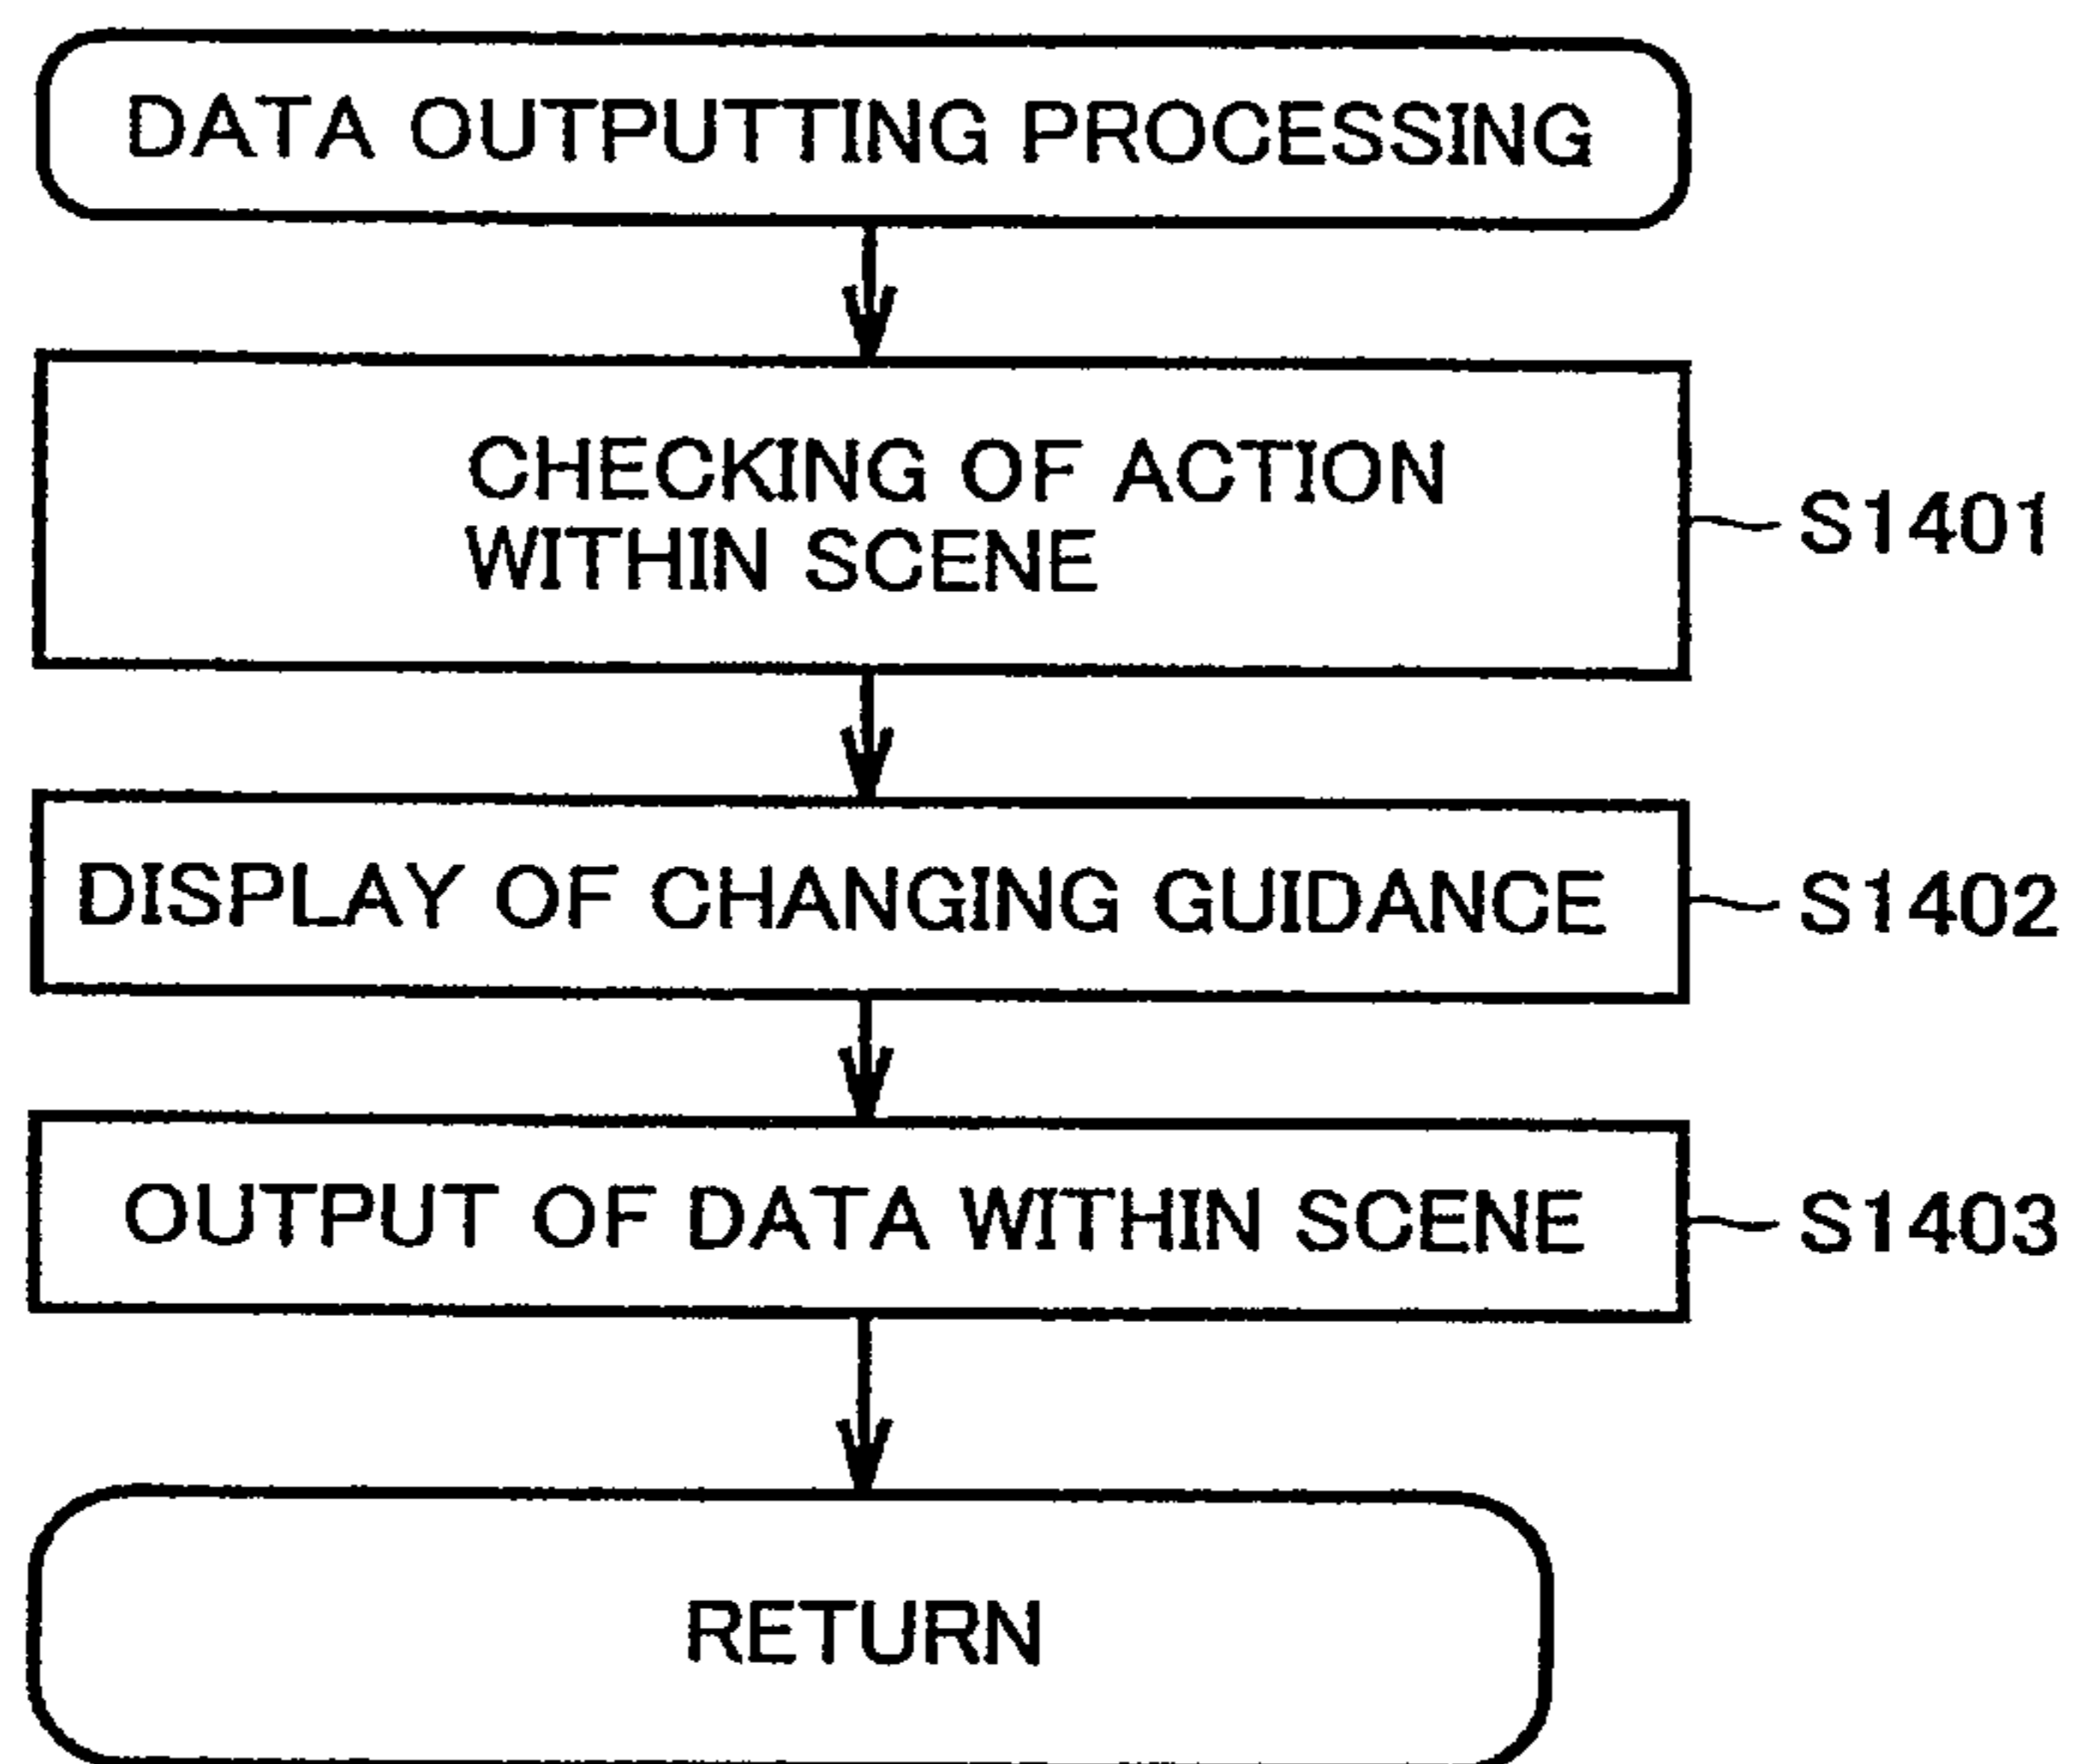 DATA OUTPUTTING PROCESSING
CHECKING OF ACTION
WITHIN SCENE
S1401
DISPLAY OF CHANGING GUIDANCE
S1402
OUTPUT OF DATA WITHIN SCENE
S1403
RETURN